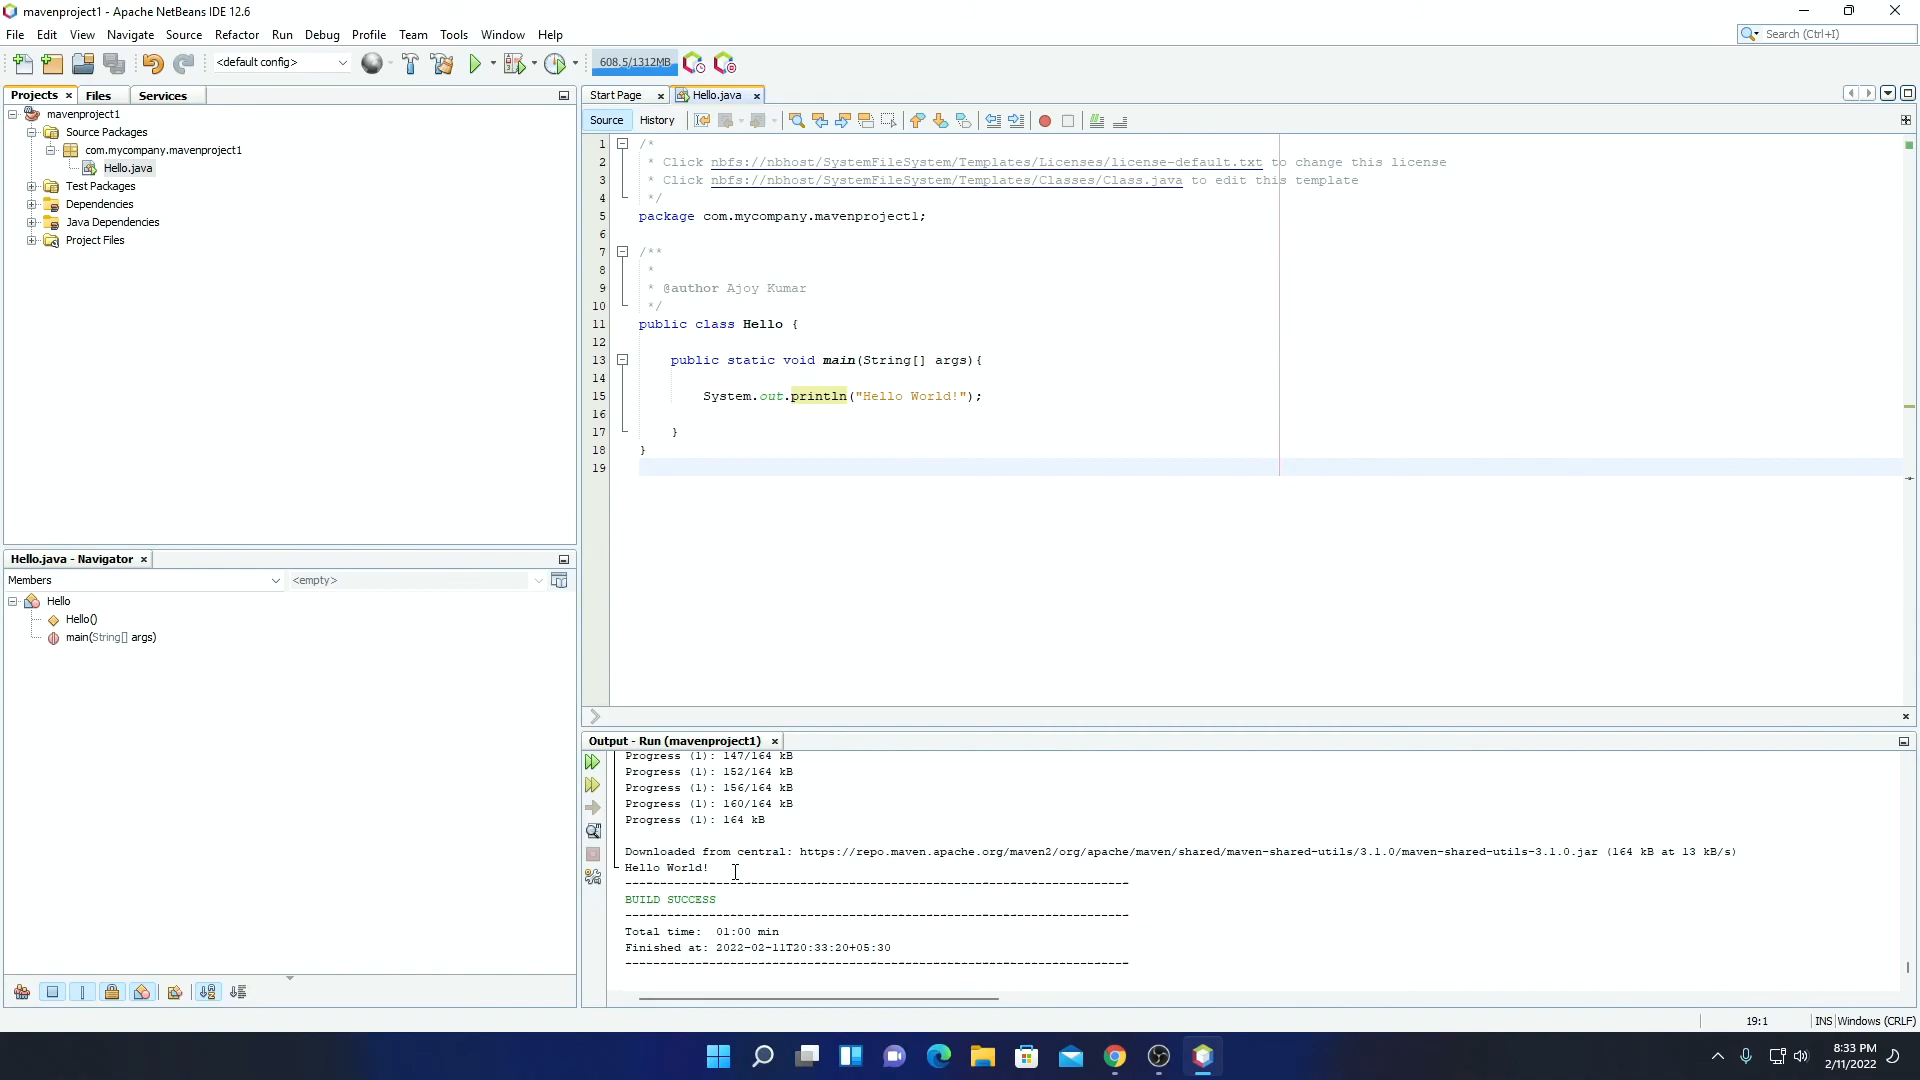 mavenproject1 - Apache NetBeans IDE 12.6
File Edit View Navigate Source Refactor Run Debug Profile Team Tools Window Help
Search (Ctrl+I)
<default config>
608.5/1312MB
Projects Files Services
mavenproject1
Source Packages
com.mycompany.mavenproject1
Hello.java
Test Packages
Dependencies
Java Dependencies
Project Files
Hello.java - Navigator
Members
<empty>
Hello
Hello()
main(String[] args)
Start Page Hello.java
Source History
1 /*
2 * Click nbfs://nbhost/SystemFileSystem/Templates/Licenses/license-default.txt to change this license
3 * Click nbfs://nbhost/SystemFileSystem/Templates/Classes/Class.java to edit this template
4 */
5 package com.mycompany.mavenproject1;
6
7 /**
8 *
9 * @author Ajoy Kumar
10 */
11 public class Hello {
12
13 public static void main(String[] args){
14
15 System.out.println("Hello World!");
16
17 }
18 }
19
Output - Run (mavenproject1)
Progress (1): 147/164 kB
Progress (1): 152/164 kB
Progress (1): 156/164 kB
Progress (1): 160/164 kB
Progress (1): 164 kB
Downloaded from central: https://repo.maven.apache.org/maven2/org/apache/maven/shared/maven-shared-utils/3.1.0/maven-shared-utils-3.1.0.jar (164 kB at 13 kB/s)
Hello World!
------------------------------------------------------------------------
BUILD SUCCESS
------------------------------------------------------------------------
Total time:  01:00 min
Finished at: 2022-02-11T20:33:20+05:30
------------------------------------------------------------------------
19:1 INS Windows (CRLF)
8:33 PM
2/11/2022